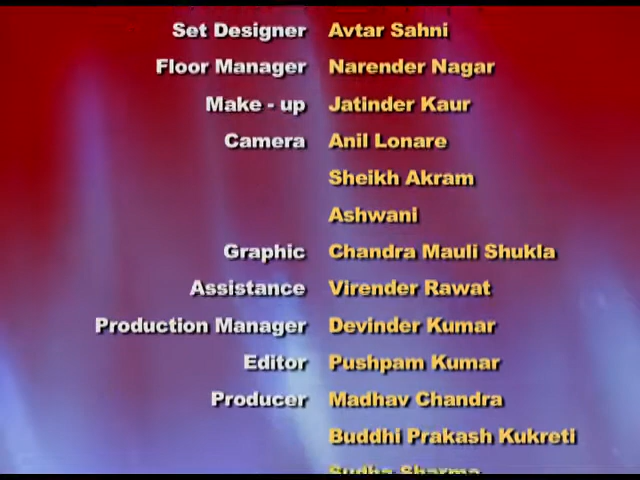 Set Designer Avtar Sahni
Floor Manager Narender Nagar
Make - up Jatinder Kaur
Camera Anil Lonare
Sheikh Akram
Ashwani
Graphic Chandra Mauli Shukla
Assistance Virender Rawat
Production Manager Devinder Kumar
Editor Pushpam Kumar
Producer Madhav Chandra
Buddhi Prakash Kukreti
Sudha Sharma